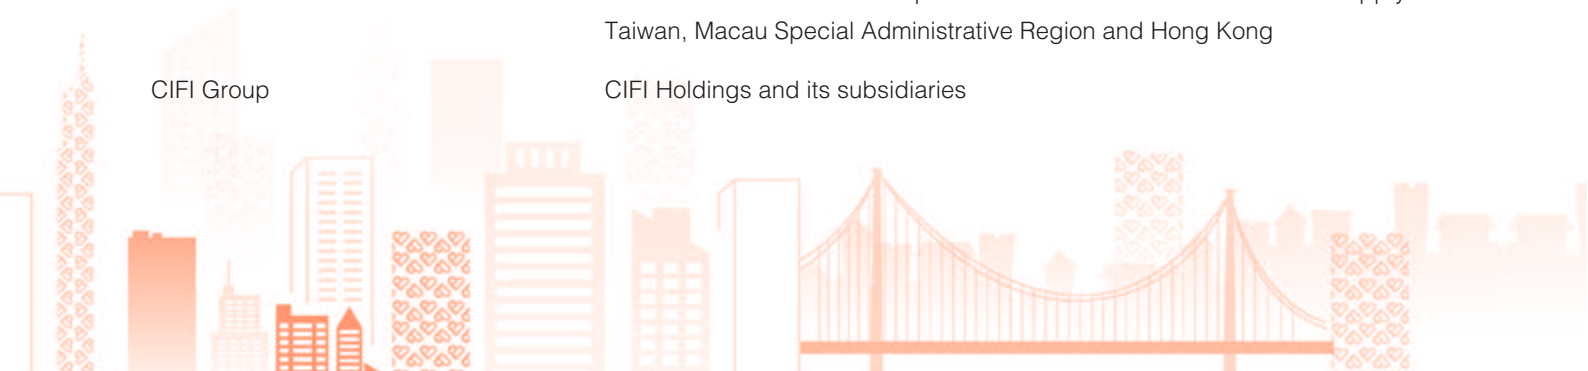 Taiwan, Macau Special Administrative Region and Hong Kong
CIFI Group CIFI Holdings and its subsidiaries